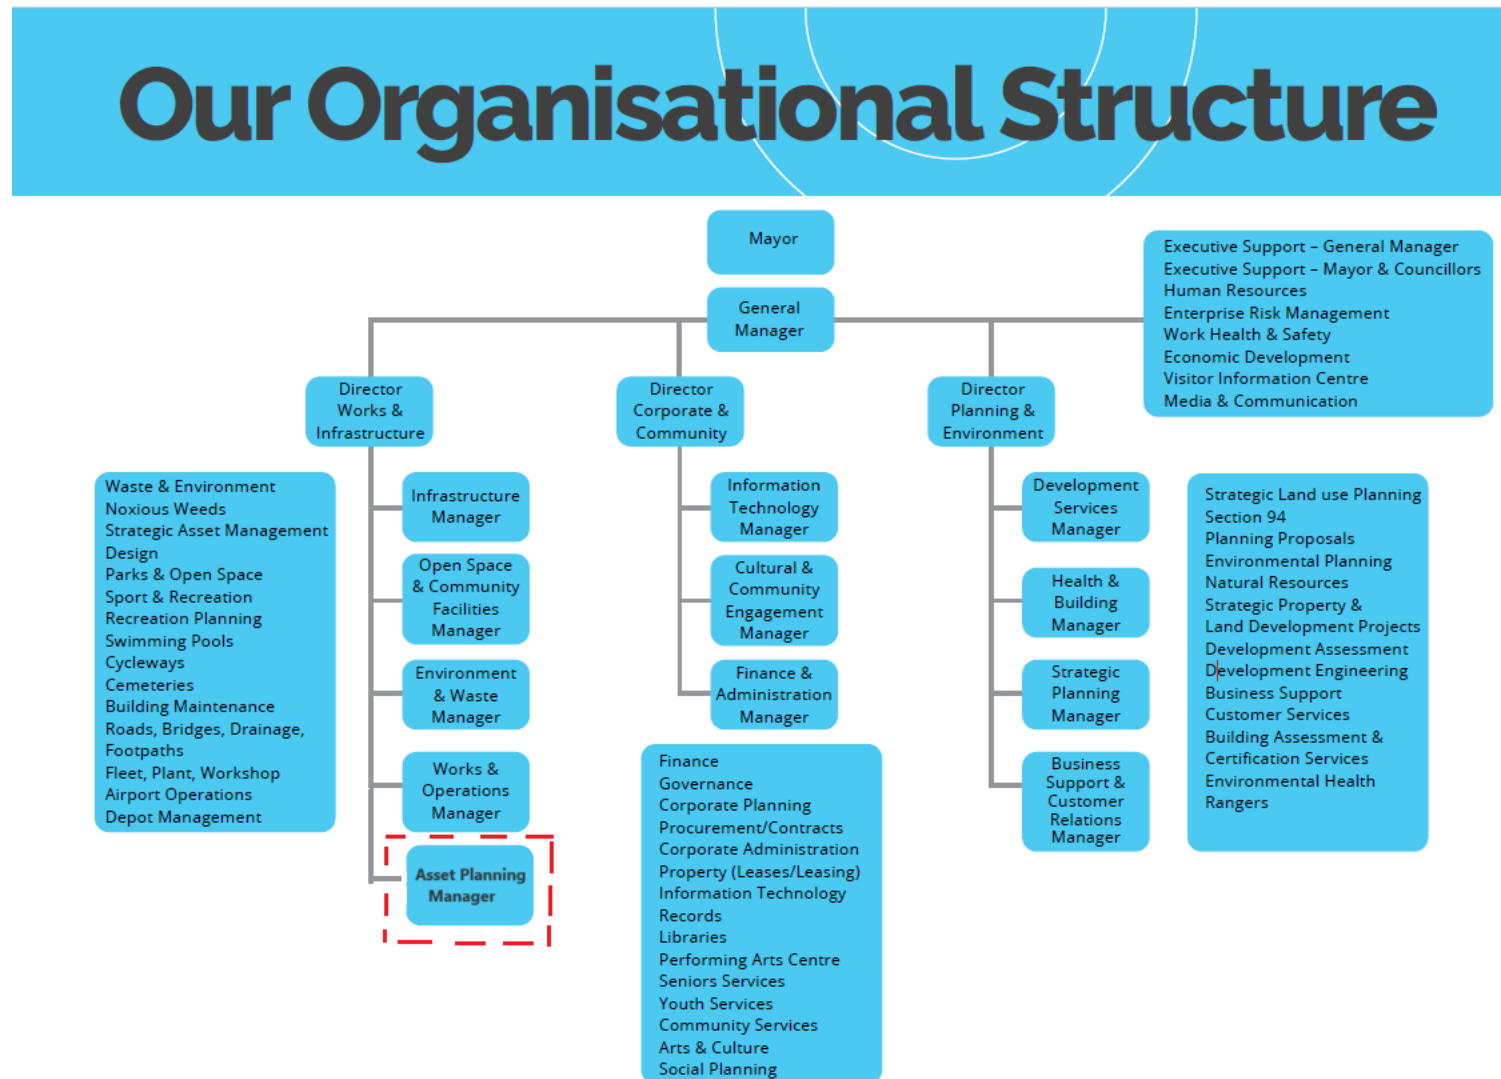 Our Organisational Structure
Mayor
General
Manager
Executive Support – General Manager
Executive Support – Mayor & Councillors
Human Resources
Enterprise Risk Management
Work Health & Safety
Economic Development
Visitor Information Centre
Media & Communication
Director
Works &
Infrastructure
Director
Corporate &
Community
Director
Planning &
Environment
Waste & Environment
Noxious Weeds
Strategic Asset Management
Design
Parks & Open Space
Sport & Recreation
Recreation Planning
Swimming Pools
Cycleways
Cemeteries
Building Maintenance
Roads, Bridges, Drainage,
Footpaths
Fleet, Plant, Workshop
Airport Operations
Depot Management
Infrastructure
Manager
Open Space
& Community
Facilities
Manager
Environment
& Waste
Manager
Works &
Operations
Manager
Asset Planning
Manager
Information
Technology
Manager
Cultural &
Community
Engagement
Manager
Finance &
Administration
Manager
Finance
Governance
Corporate Planning
Procurement/Contracts
Corporate Administration
Property (Leases/Leasing)
Information Technology
Records
Libraries
Performing Arts Centre
Seniors Services
Youth Services
Community Services
Arts & Culture
Social Planning
Development
Services
Manager
Health &
Building
Manager
Strategic
Planning
Manager
Business
Support &
Customer
Relations
Manager
Strategic Land use Planning
Section 94
Planning Proposals
Environmental Planning
Natural Resources
Strategic Property &
Land Development Projects
Development Assessment
Development Engineering
Business Support
Customer Services
Building Assessment &
Certification Services
Environmental Health
Rangers